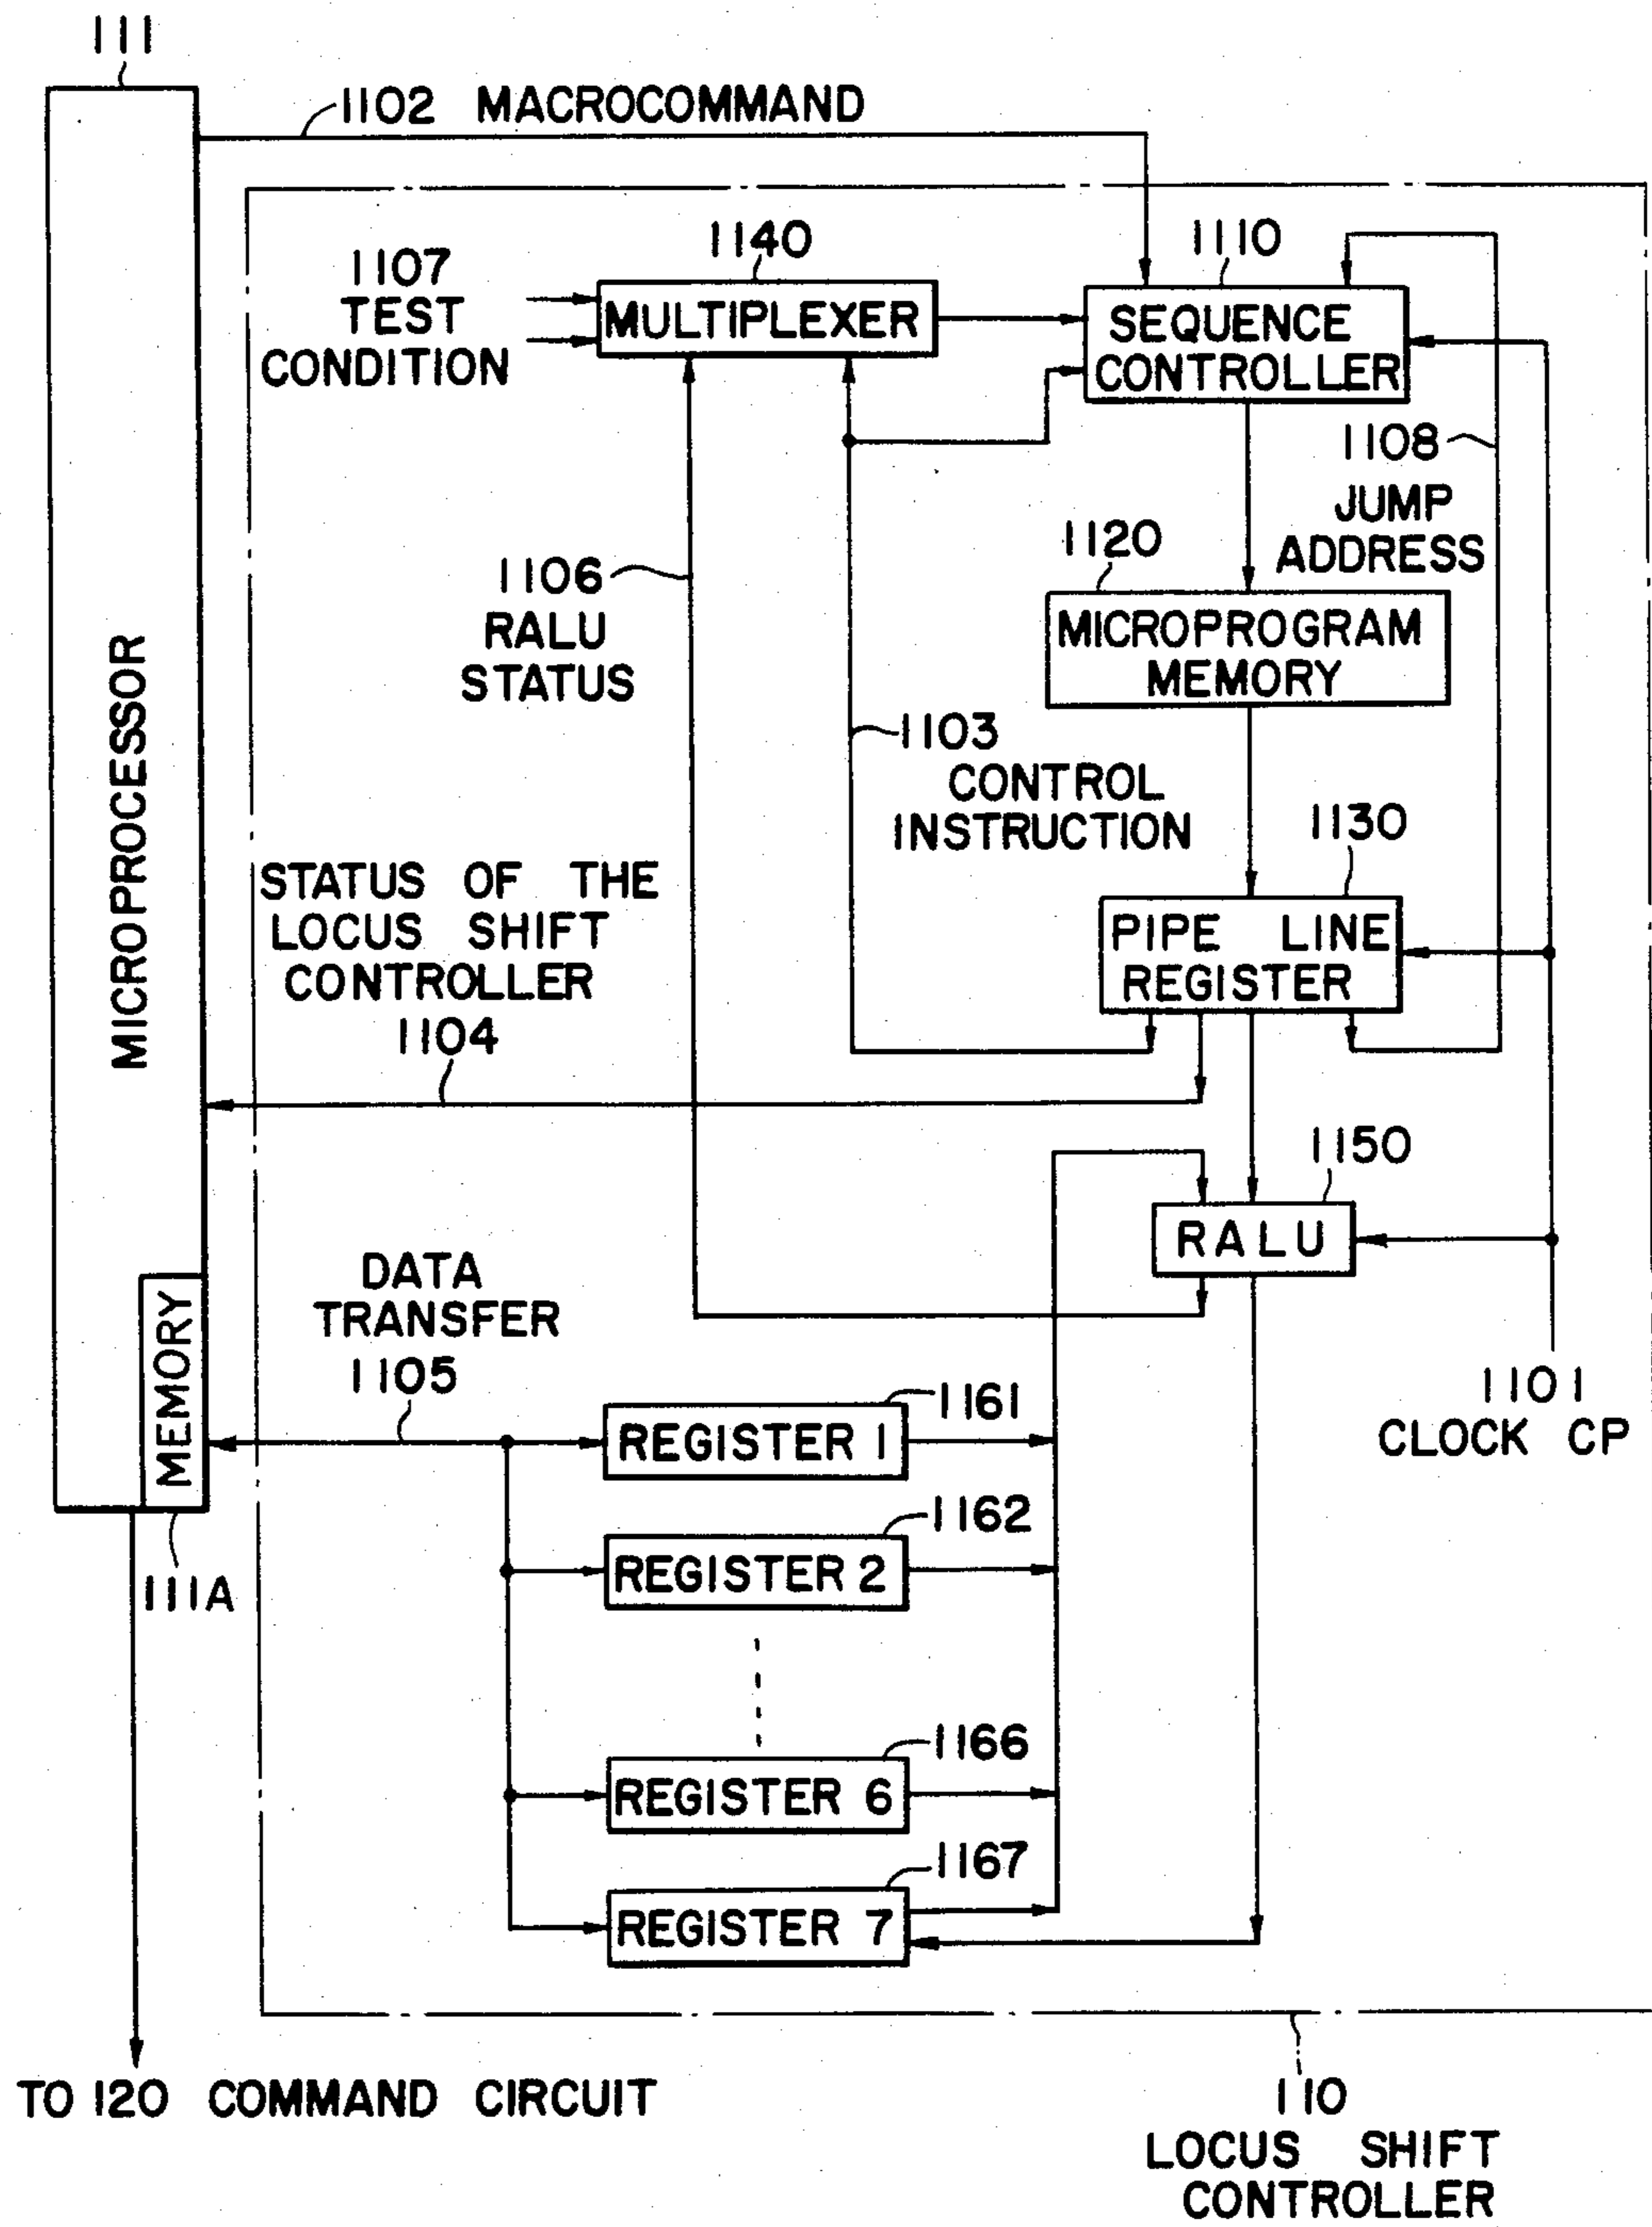 111
1102 MACROCOMMAND
1107
TEST
CONDITION
1140
MULTIPLEXER
1110
SEQUENCE
CONTROLLER
1108
JUMP
ADDRESS
1120
MICROPROGRAM
MEMORY
1106
RALU
STATUS
1103
CONTROL
INSTRUCTION
1130
PIPE LINE
REGISTER
MICROPROCESSOR
STATUS OF THE
LOCUS SHIFT
CONTROLLER
1104
1150
RALU
DATA
TRANSFER
1105
MEMORY
111A
1101
CLOCK CP
1161
REGISTER 1
1162
REGISTER 2
1166
REGISTER 6
1167
REGISTER 7
TO 120 COMMAND CIRCUIT
110
LOCUS SHIFT
CONTROLLER